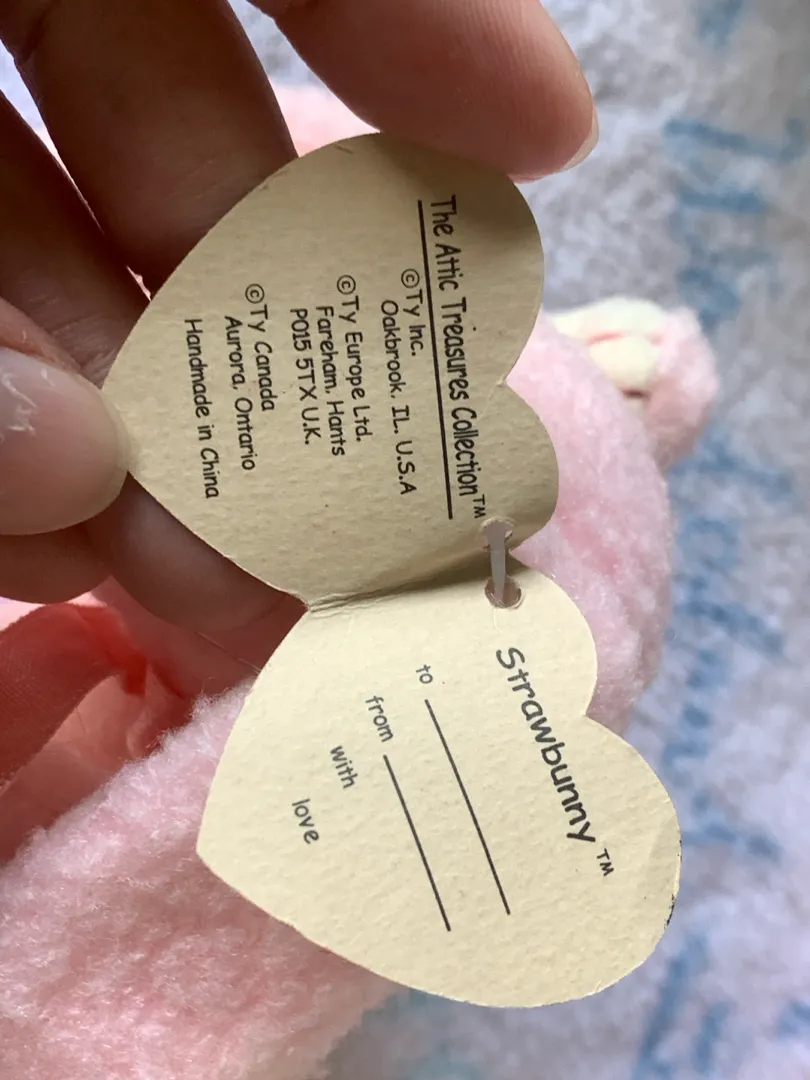 The Attic Treasures Collection™
©Ty Inc.
Oakbrook, IL. U.S.A
©Ty Europe Ltd.
Fareham, Hants
PO15 5TX U.K.
©Ty Canada
Aurora, Ontario
Handmade in China
Strawbunny™
to
from
with
love